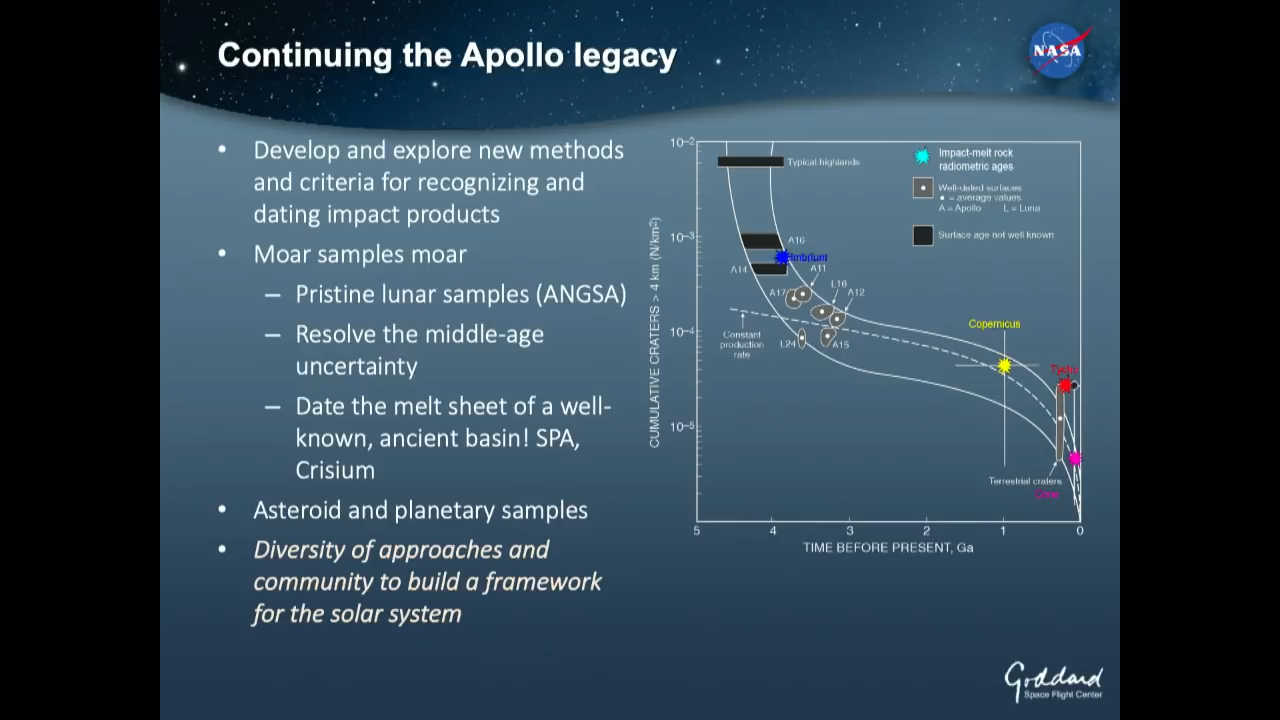 Continuing the Apollo legacy
NASA
• Develop and explore new methods
and criteria for recognizing and
dating impact products
• Moar samples moar
– Pristine lunar samples (ANGSA)
– Resolve the middle-age
uncertainty
– Date the melt sheet of a well-
known, ancient basin! SPA,
Crisium
• Asteroid and planetary samples
• Diversity of approaches and
community to build a framework
for the solar system
CUMULATIVE CRATERS > 4 km (N/km²)
10⁻²
10⁻³
10⁻⁴
10⁻⁵
Typical highlands
Impact-melt rock
radiometric ages
Well-dated surfaces
• = average values
A = Apollo L = Luna
Surface age not well known
A16
Imbrium
A14
A11
A17
L16
A12
Constant
production
rate
L24
A15
Copernicus
Tycho
Terrestrial craters
5 4 3 2 1 0
TIME BEFORE PRESENT, Ga
Goddard
Space Flight Center